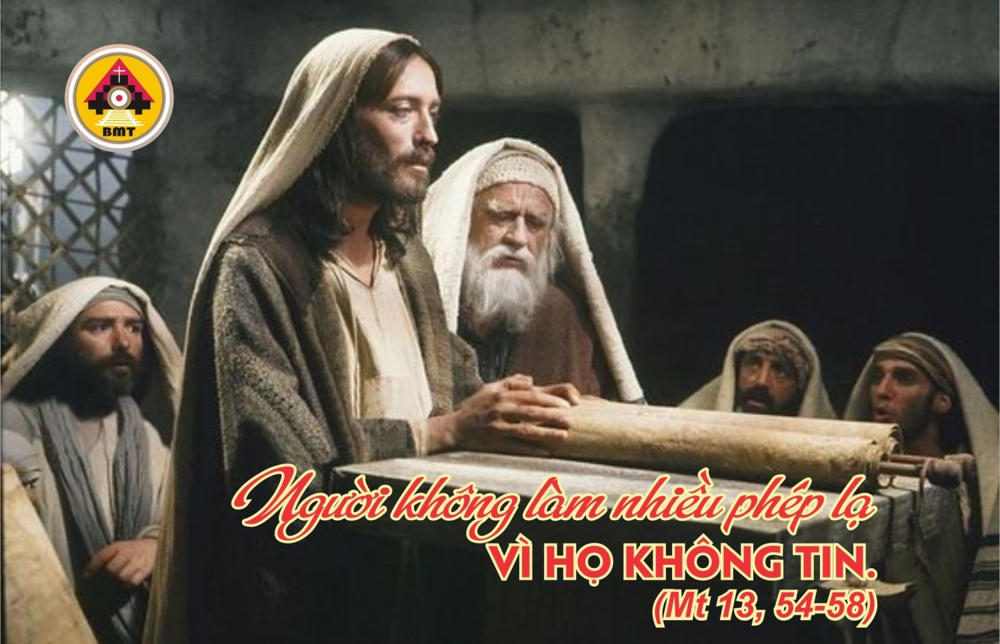 BMT
Người không làm nhiều phép lạ
VÌ HỌ KHÔNG TIN.
(Mt 13, 54-58)